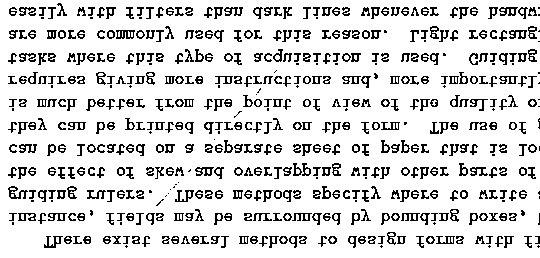 There exist several methods to design forms with fi
instance, fields may be surrounded by bounding boxes,
guiding rulers. These methods specify where to write
the effect of skew and overlapping with other parts of
can be located on a separate sheet of paper that is lo
they can be printed directly on the form. The use of g
is much better from the point of view of the quality o
requires giving more instructions and, more importantly
tasks where this type of acquisition is used. Guiding
are more commonly used for this reason. Light rectang
easily with filters than dark lines whenever the handw